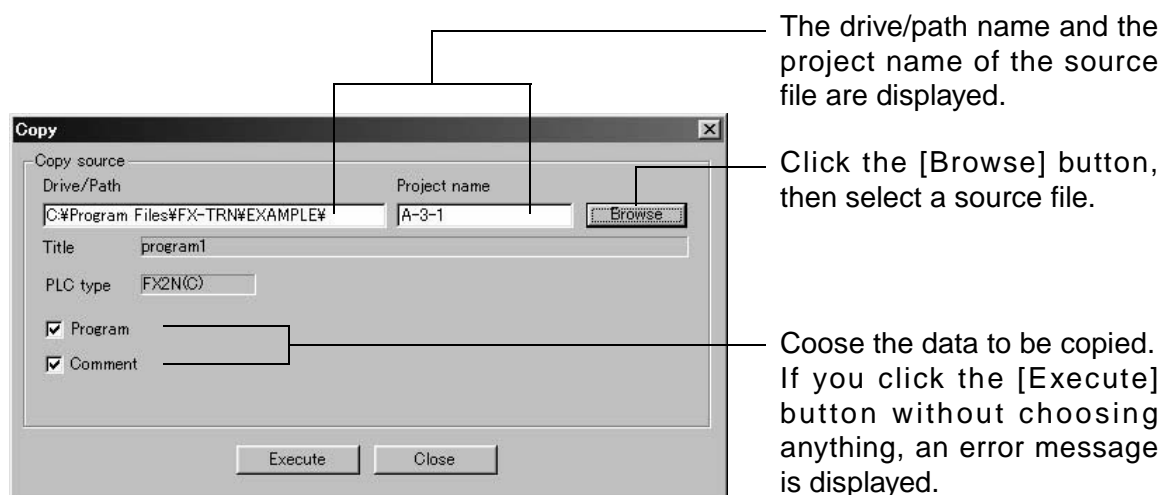 The drive/path name and the
project name of the source
file are displayed.
Copy
Copy source
Drive/Path
Project name
C:¥Program Files¥FX-TRN¥EXAMPLE¥
A-3-1
Browse
Click the [Browse] button,
then select a source file.
Title
program1
PLC type
FX2N(C)
Program
Comment
Coose the data to be copied.
If you click the [Execute]
button without choosing
anything, an error message
is displayed.
Execute
Close